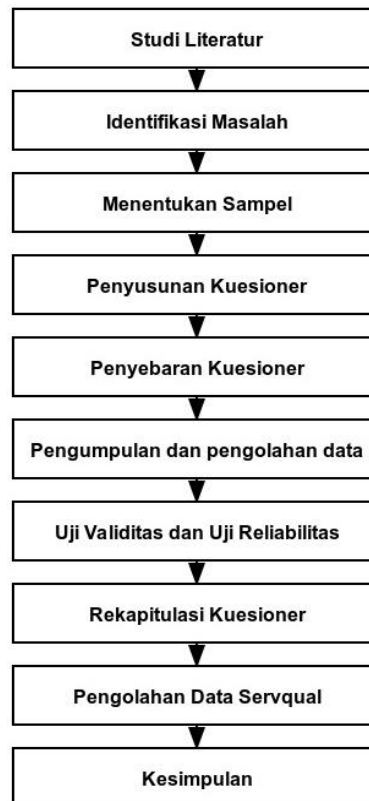 Studi Literatur
Identifikasi Masalah
Menentukan Sampel
Penyusunan Kuesioner
Penyebaran Kuesioner
Pengumpulan dan pengolahan data
Uji Validitas dan Uji Reliabilitas
Rekapitulasi Kuesioner
Pengolahan Data Servqual
Kesimpulan